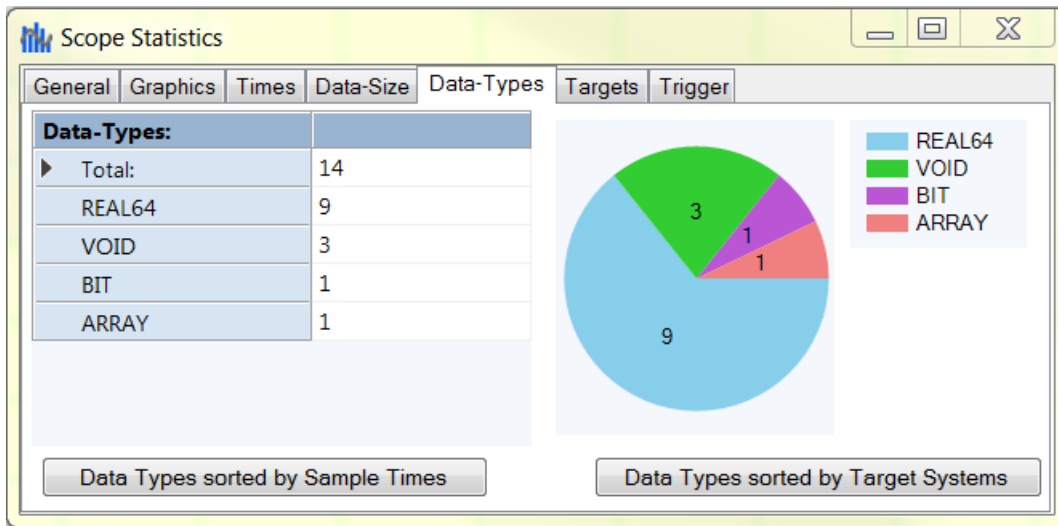 Scope Statistics
General Graphics Times Data-Size Data-Types Targets Trigger
Data-Types:
Total: 14
REAL64 9
VOID 3
BIT 1
ARRAY 1
3
1
1
9
REAL64
VOID
BIT
ARRAY
Data Types sorted by Sample Times
Data Types sorted by Target Systems